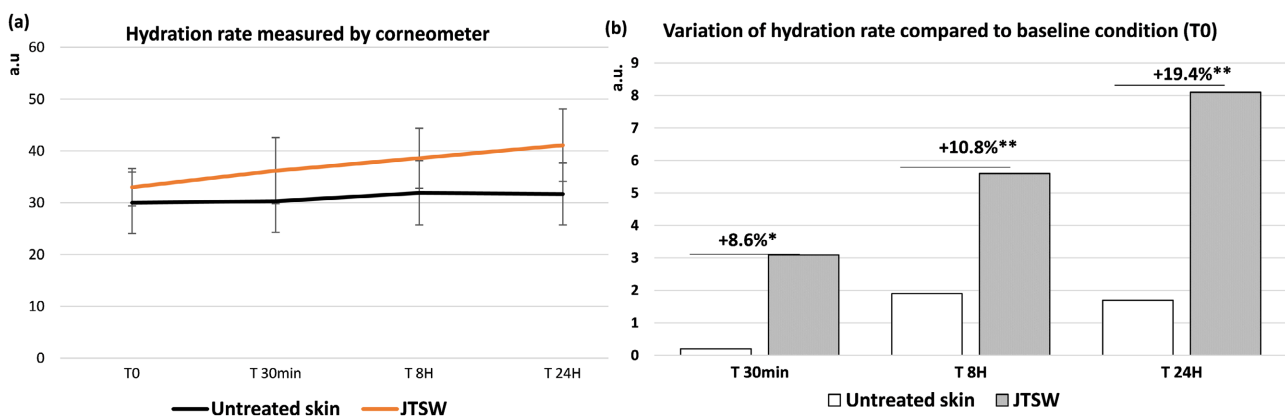 (a)
Hydration rate measured by corneometer
a.u
60
50
40
30
20
10
0
T0
T 30min
T 8H
T 24H
Untreated skin
JTSW
(b)
Variation of hydration rate compared to baseline condition (T0)
a.u.
9
8
7
6
5
4
3
2
1
0
+8.6%*
+10.8%**
+19.4%**
T 30min
T 8H
T 24H
Untreated skin
JTSW